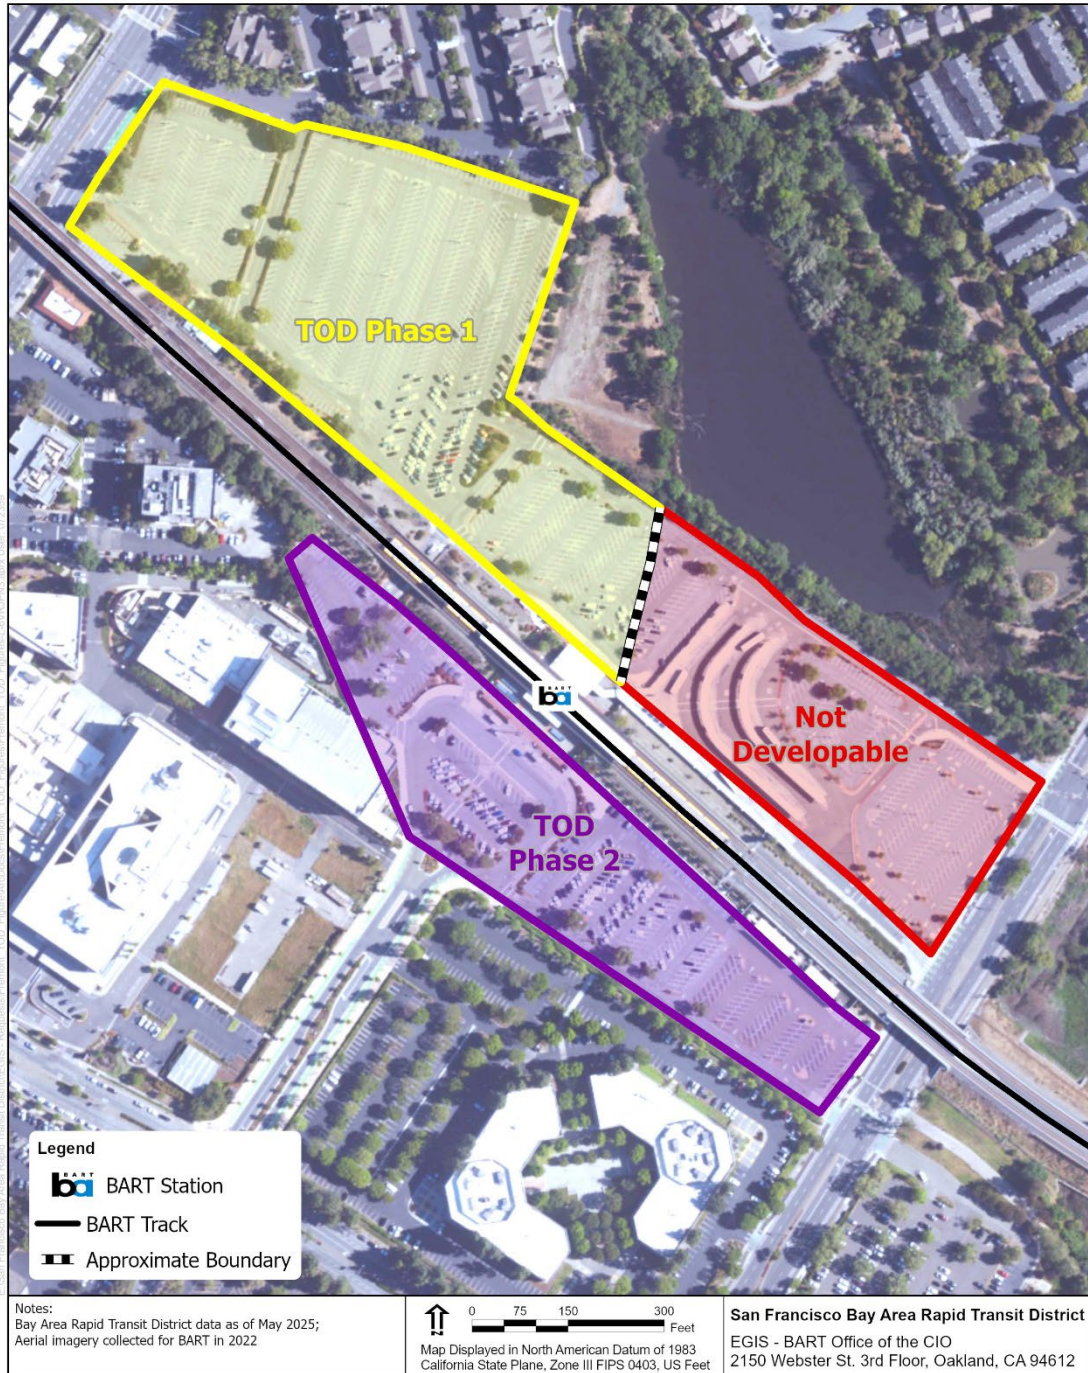 TOD Phase 1
BART
ba
Not
Developable
TOD
Phase 2
Legend
BART
ba BART Station
BART Track
Approximate Boundary
Notes:
Bay Area Rapid Transit District data as of May 2025;
Aerial imagery collected for BART in 2022
N
0 75 150 300
Feet
Map Displayed in North American Datum of 1983
California State Plane, Zone III FIPS 0403, US Feet
San Francisco Bay Area Rapid Transit District
EGIS - BART Office of the CIO
2150 Webster St. 3rd Floor, Oakland, CA 94612